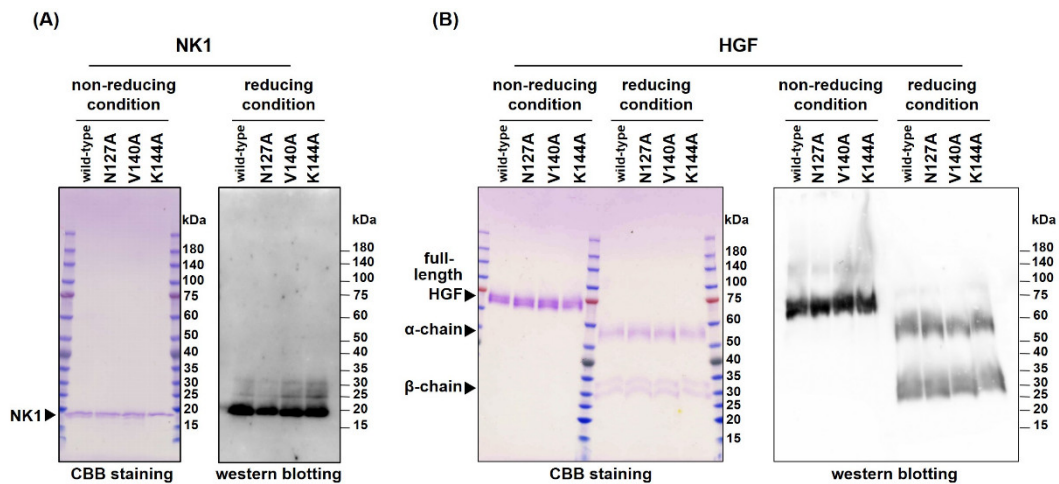 (A)
NK1
non-reducing
condition
reducing
condition
wild-type
N127A
V140A
K144A
wild-type
N127A
V140A
K144A
kDa
180
140
100
75
60
50
40
35
30
25
20
15
kDa
180
140
100
75
60
50
40
35
30
25
20
15
NK1
CBB staining
western blotting
(B)
HGF
non-reducing
condition
reducing
condition
non-reducing
condition
reducing
condition
wild-type
N127A
V140A
K144A
wild-type
N127A
V140A
K144A
wild-type
N127A
V140A
K144A
wild-type
N127A
V140A
K144A
full-
length
HGF
α-chain
β-chain
kDa
180
140
100
75
60
50
40
35
30
25
20
15
kDa
180
140
100
75
60
50
40
35
30
25
20
15
CBB staining
western blotting